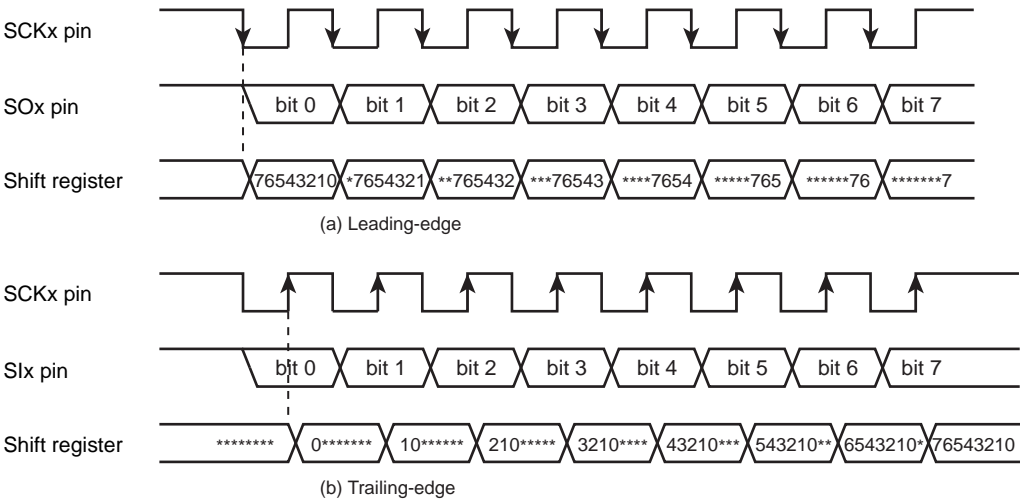 SCKx pin
SOx pin bit 0 bit 1 bit 2 bit 3 bit 4 bit 5 bit 6 bit 7
Shift register 76543210 *7654321 **765432 ***76543 ****7654 *****765 ******76 *******7
(a) Leading-edge
SCKx pin
SIx pin bit 0 bit 1 bit 2 bit 3 bit 4 bit 5 bit 6 bit 7
Shift register ******** 0******* 10****** 210***** 3210**** 43210*** 543210** 6543210* 76543210
(b) Trailing-edge